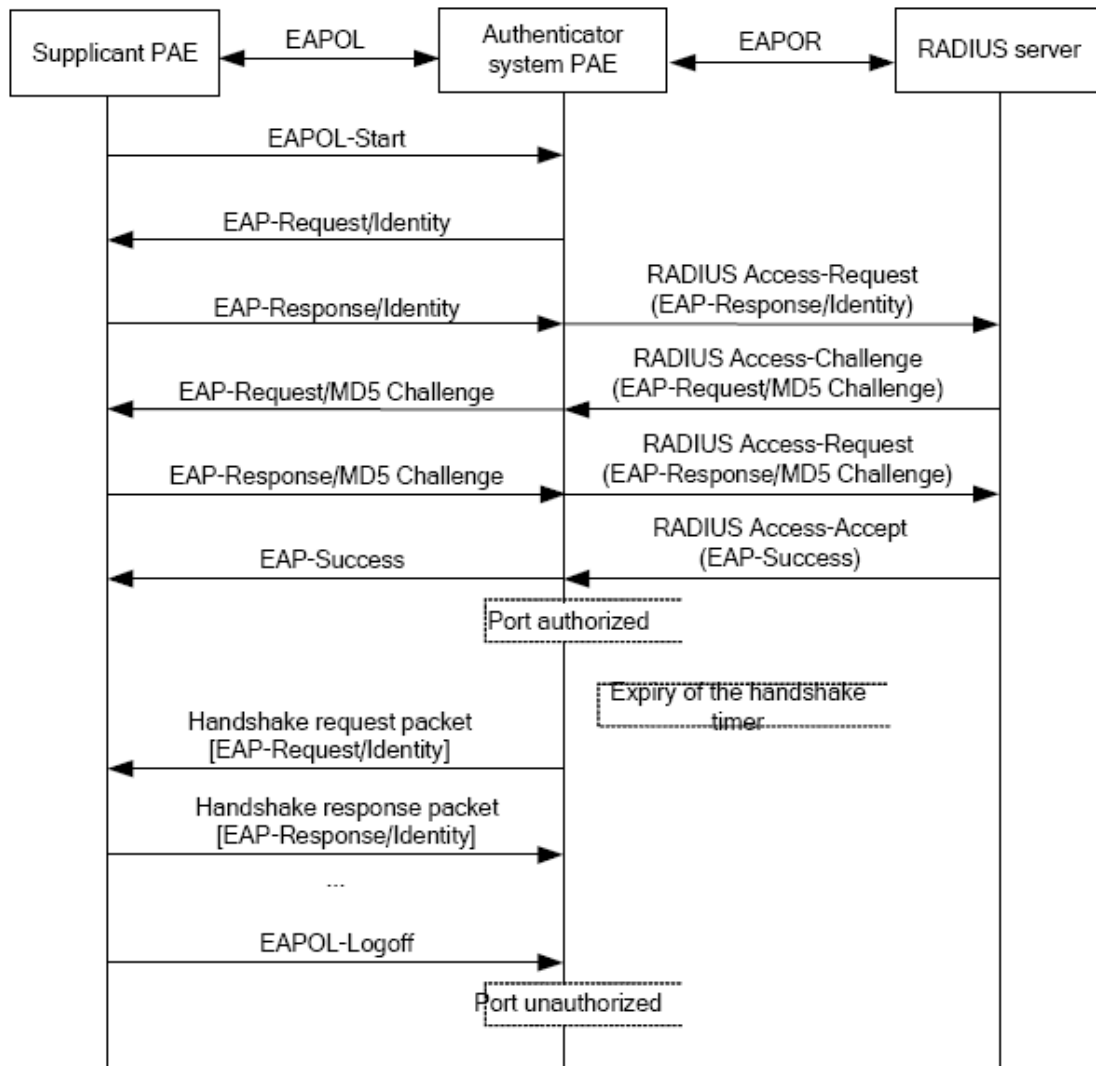 Supplicant PAE
EAPOL
Authenticator
system PAE
EAPOR
RADIUS server
EAPOL-Start
EAP-Request/Identity
EAP-Response/Identity
RADIUS Access-Request
(EAP-Response/Identity)
EAP-Request/MD5 Challenge
RADIUS Access-Challenge
(EAP-Request/MD5 Challenge)
EAP-Response/MD5 Challenge
RADIUS Access-Request
(EAP-Response/MD5 Challenge)
EAP-Success
RADIUS Access-Accept
(EAP-Success)
Port authorized
Expiry of the handshake
timer
Handshake request packet
[EAP-Request/Identity]
Handshake response packet
[EAP-Response/Identity]
...
EAPOL-Logoff
Port unauthorized